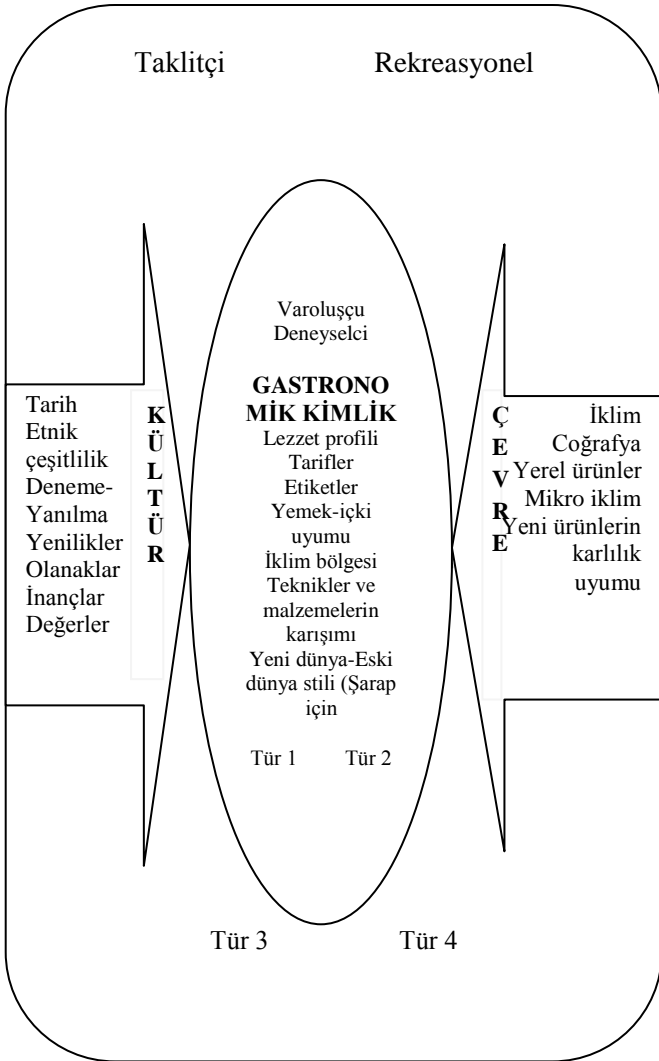 Taklitçi Rekreasyonel
Varoluşçu
Deneyselci
GASTRONO
MİK KİMLİK
Lezzet profili
Tarifler
Etiketler
Yemek-içki
uyumu
İklim bölgesi
Teknikler ve
malzemelerin
karışımı
Yeni dünya-Eski
dünya stili (Şarap
için
Tür 1 Tür 2
Tarih
Etnik
çeşitlilik
Deneme-
Yanılma
Yenilikler
Olanaklar
İnançlar
Değerler
K
Ü
L
T
Ü
R
Ç
E
V
R
E
İklim
Coğrafya
Yerel ürünler
Mikro iklim
Yeni ürünlerin
karlılık
uyumu
Tür 3 Tür 4